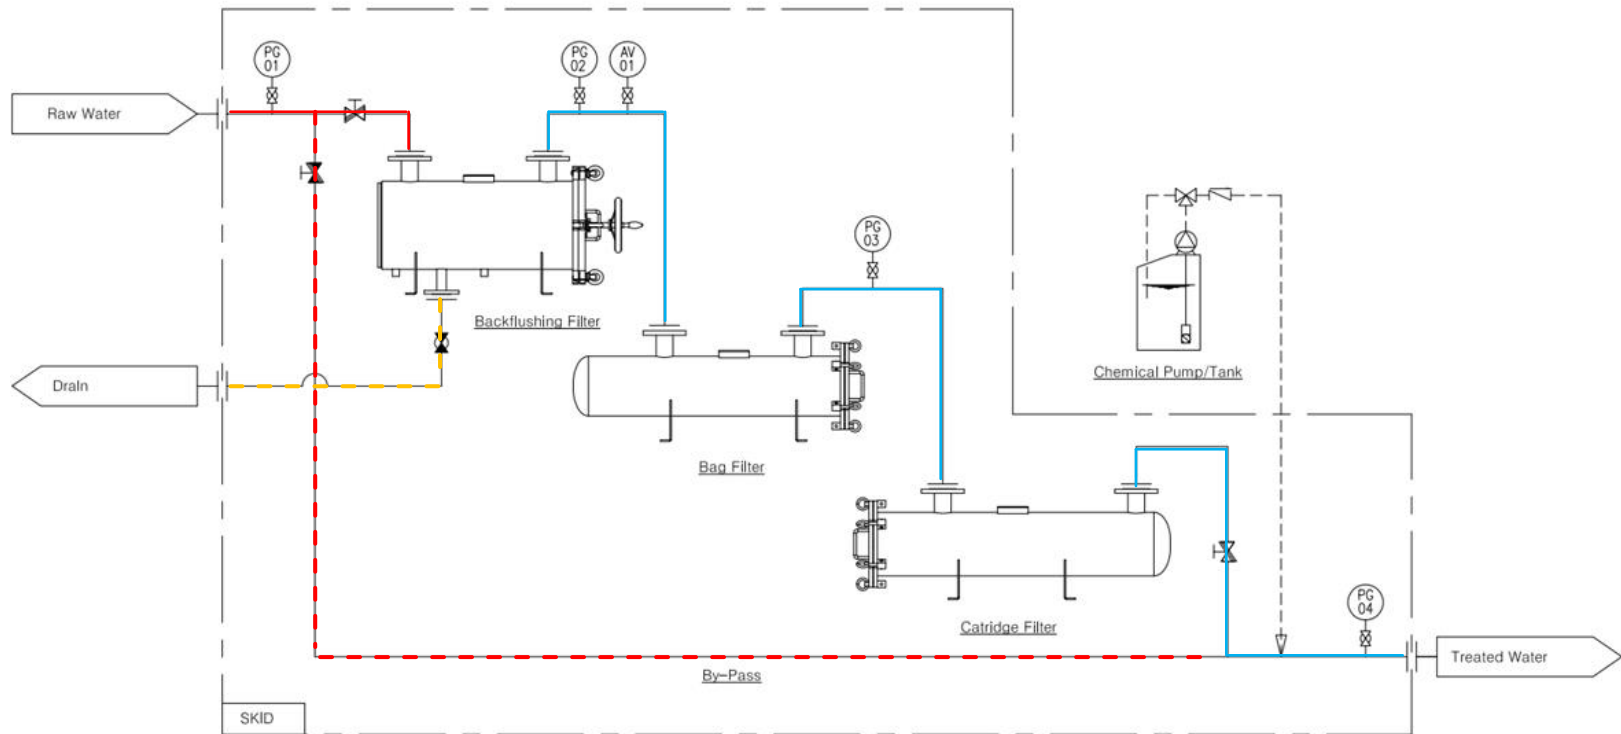 PG
01
PG
02
AV
01
Raw Water
PG
03
Backflushing Filter
Chemical Pump/Tank
Drain
Bag Filter
PG
04
Catridge Filter
Treated Water
By-Pass
SKID